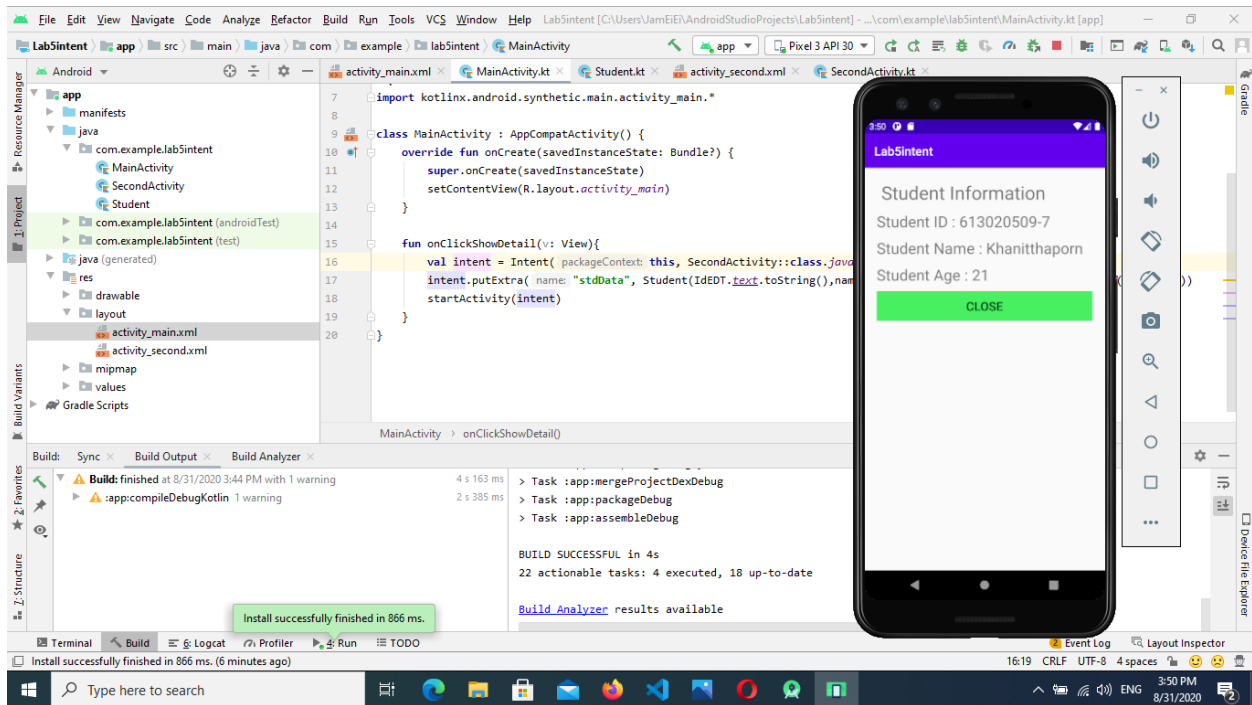 File Edit View Navigate Code Analyze Refactor Build Run Tools VCS Window Help Lab5intent [C:\Users\JamEiEi\AndroidStudioProjects\Lab5intent] - ...\com\example\lab5intent\MainActivity.kt [app]
Lab5intent app src main java com example lab5intent MainActivity app Pixel 3 API 30
Android activity_main.xml MainActivity.kt Student.kt activity_second.xml SecondActivity.kt
Resource Manager
1: Project
Build Variants
2: Favorites
7: Structure
app
manifests
java
com.example.lab5intent
MainActivity
SecondActivity
Student
com.example.lab5intent (androidTest)
com.example.lab5intent (test)
java (generated)
res
drawable
layout
activity_main.xml
activity_second.xml
mipmap
values
Gradle Scripts
7 import kotlinx.android.synthetic.main.activity_main.*
8
9 class MainActivity : AppCompatActivity() {
10 override fun onCreate(savedInstanceState: Bundle?) {
11 super.onCreate(savedInstanceState)
12 setContentView(R.layout.activity_main)
13 }
14
15 fun onClickShowDetail(v: View){
16 val intent = Intent( packageContext: this, SecondActivity::class.java
17 intent.putExtra( name: "stdData", Student(IdEDT.text.toString(),nam ))
18 startActivity(intent)
19 }
20 }
MainActivity > onClickShowDetail()
3:50
Lab5intent
Student Information
Student ID : 613020509-7
Student Name : Khanitthaporn
Student Age : 21
CLOSE
Gradle
Device File Explorer
Build: Sync Build Output Build Analyzer
Build: finished at 8/31/2020 3:44 PM with 1 warning 4 s 163 ms
:app:compileDebugKotlin 1 warning 2 s 385 ms
> Task :app:mergeProjectDexDebug
> Task :app:packageDebug
> Task :app:assembleDebug
BUILD SUCCESSFUL in 4s
22 actionable tasks: 4 executed, 18 up-to-date
Build Analyzer results available
Install successfully finished in 866 ms.
Terminal Build 6: Logcat Profiler 4: Run TODO 2 Event Log Layout Inspector
Install successfully finished in 866 ms. (6 minutes ago) 16:19 CRLF UTF-8 4 spaces
Type here to search ENG 3:50 PM
8/31/2020 2